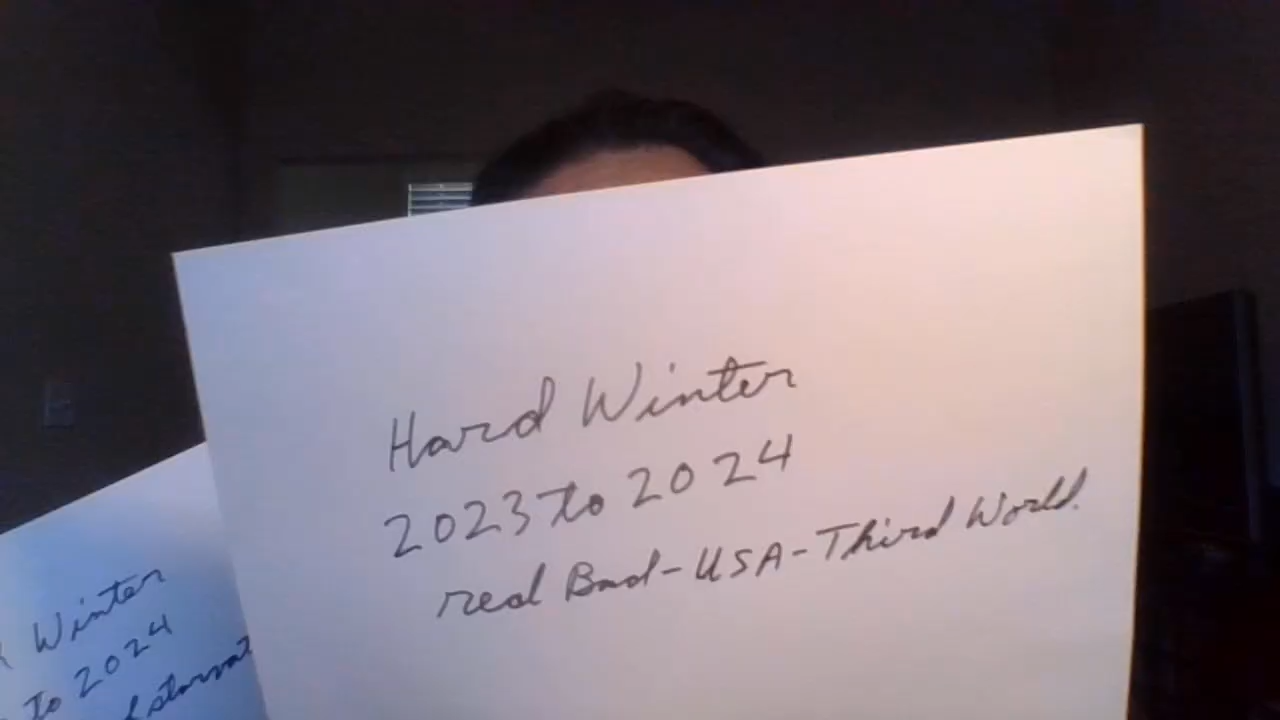 Hard Winter
2023 to 2024
real Bad-USA-Third World.
Winter
to 2024